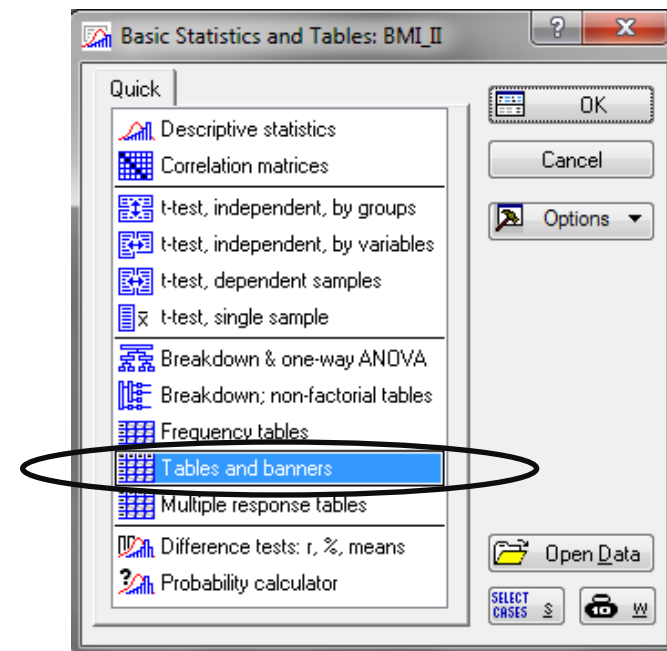 Basic Statistics and Tables: BMI_II
?
X
Quick
Descriptive statistics
Correlation matrices
t-test, independent, by groups
t-test, independent, by variables
t-test, dependent samples
t-test, single sample
Breakdown & one-way ANOVA
Breakdown; non-factorial tables
Frequency tables
Tables and banners
Multiple response tables
Difference tests: r, %, means
Probability calculator
OK
Cancel
Options
Open Data
SELECT
CASES S
W